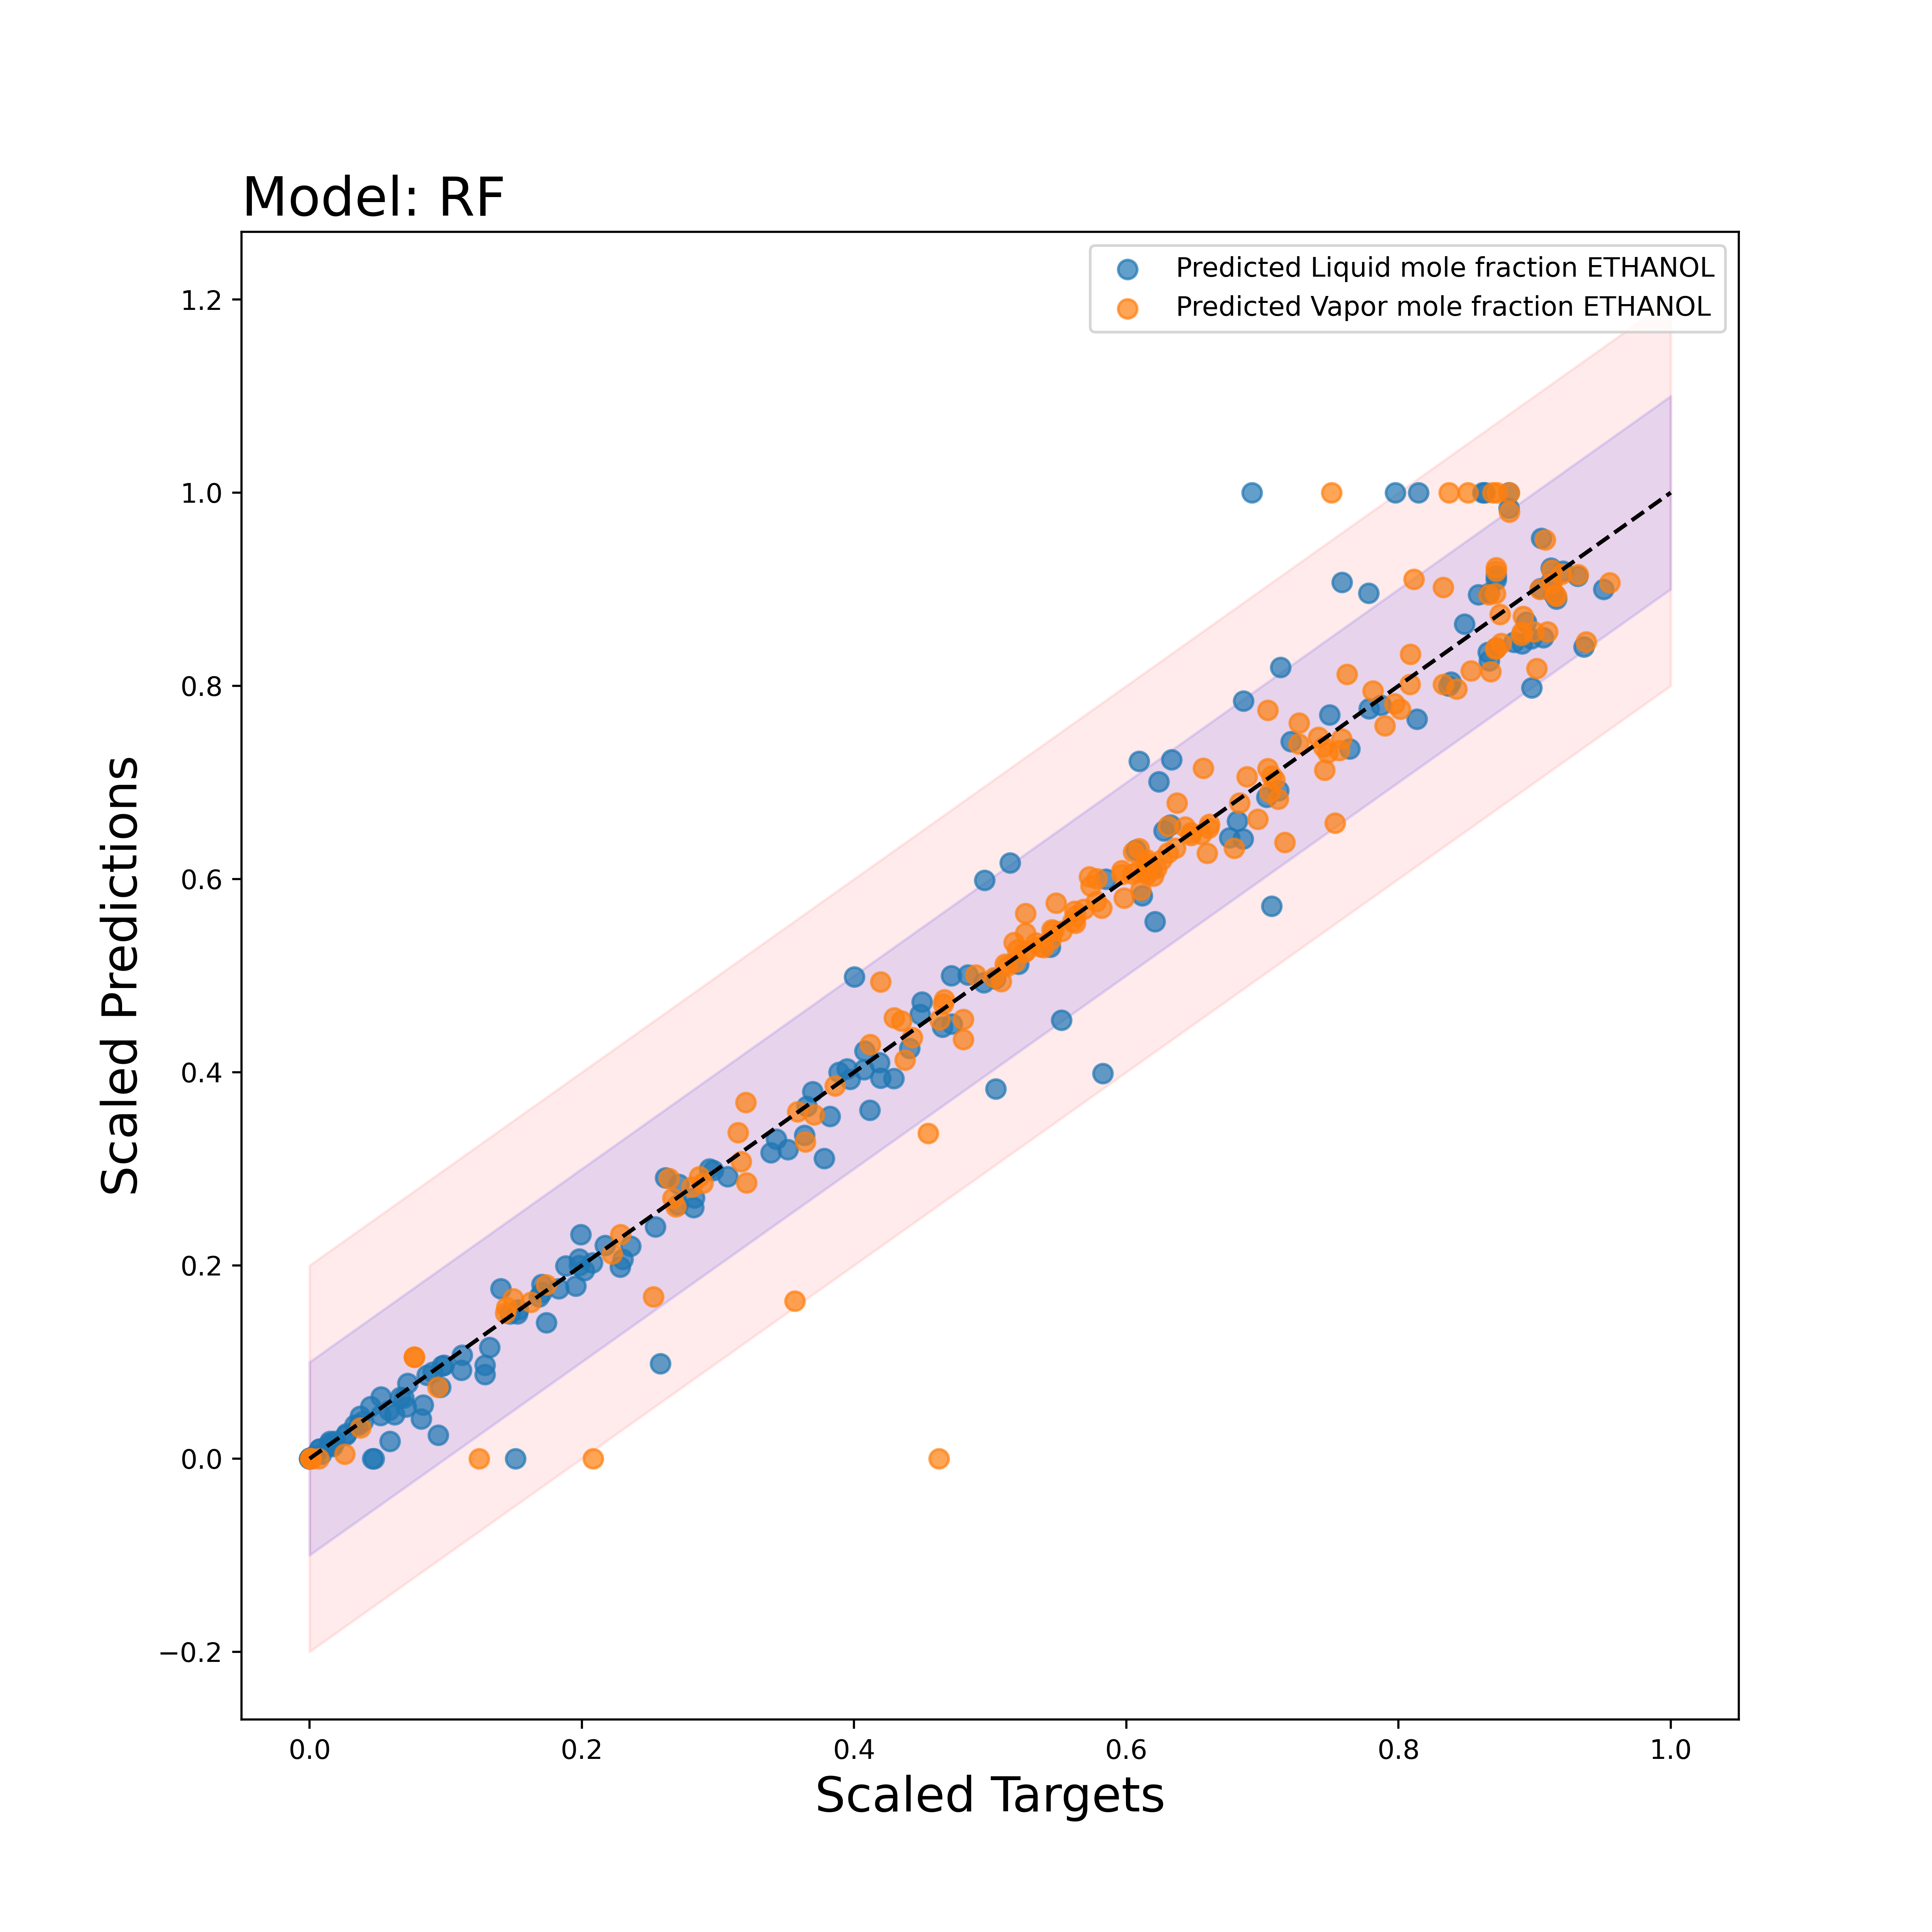 Model: RF
Predicted Liquid mole fraction ETHANOL
Predicted Vapor mole fraction ETHANOL
1.2
1.0
0.8
0.6
0.4
0.2
0.0
−0.2
Scaled Predictions
0.0 0.2 0.4 0.6 0.8 1.0
Scaled Targets